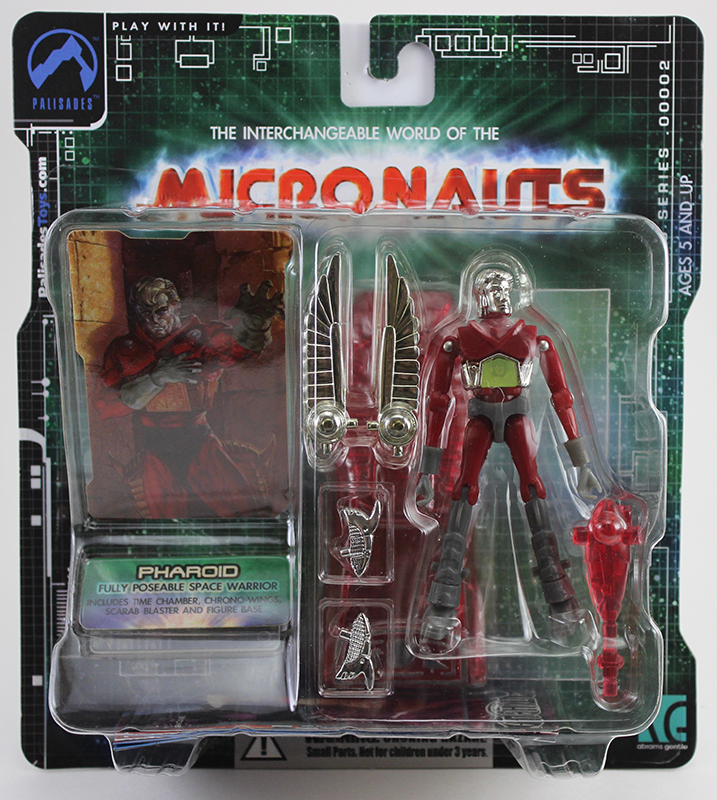 PLAY WITH IT!
PALISADES™
PalisadesToys.com
THE INTERCHANGEABLE WORLD OF THE
MICRONAUTS
SERIES .00002
AGES 5 AND UP
PHAROID
FULLY POSEABLE SPACE WARRIOR
INCLUDES TIME CHAMBER, CHRONO-WINGS,
SCARAB BLASTER AND FIGURE BASE
Small Parts. Not for children under 3 years.
AG
abrams gentile